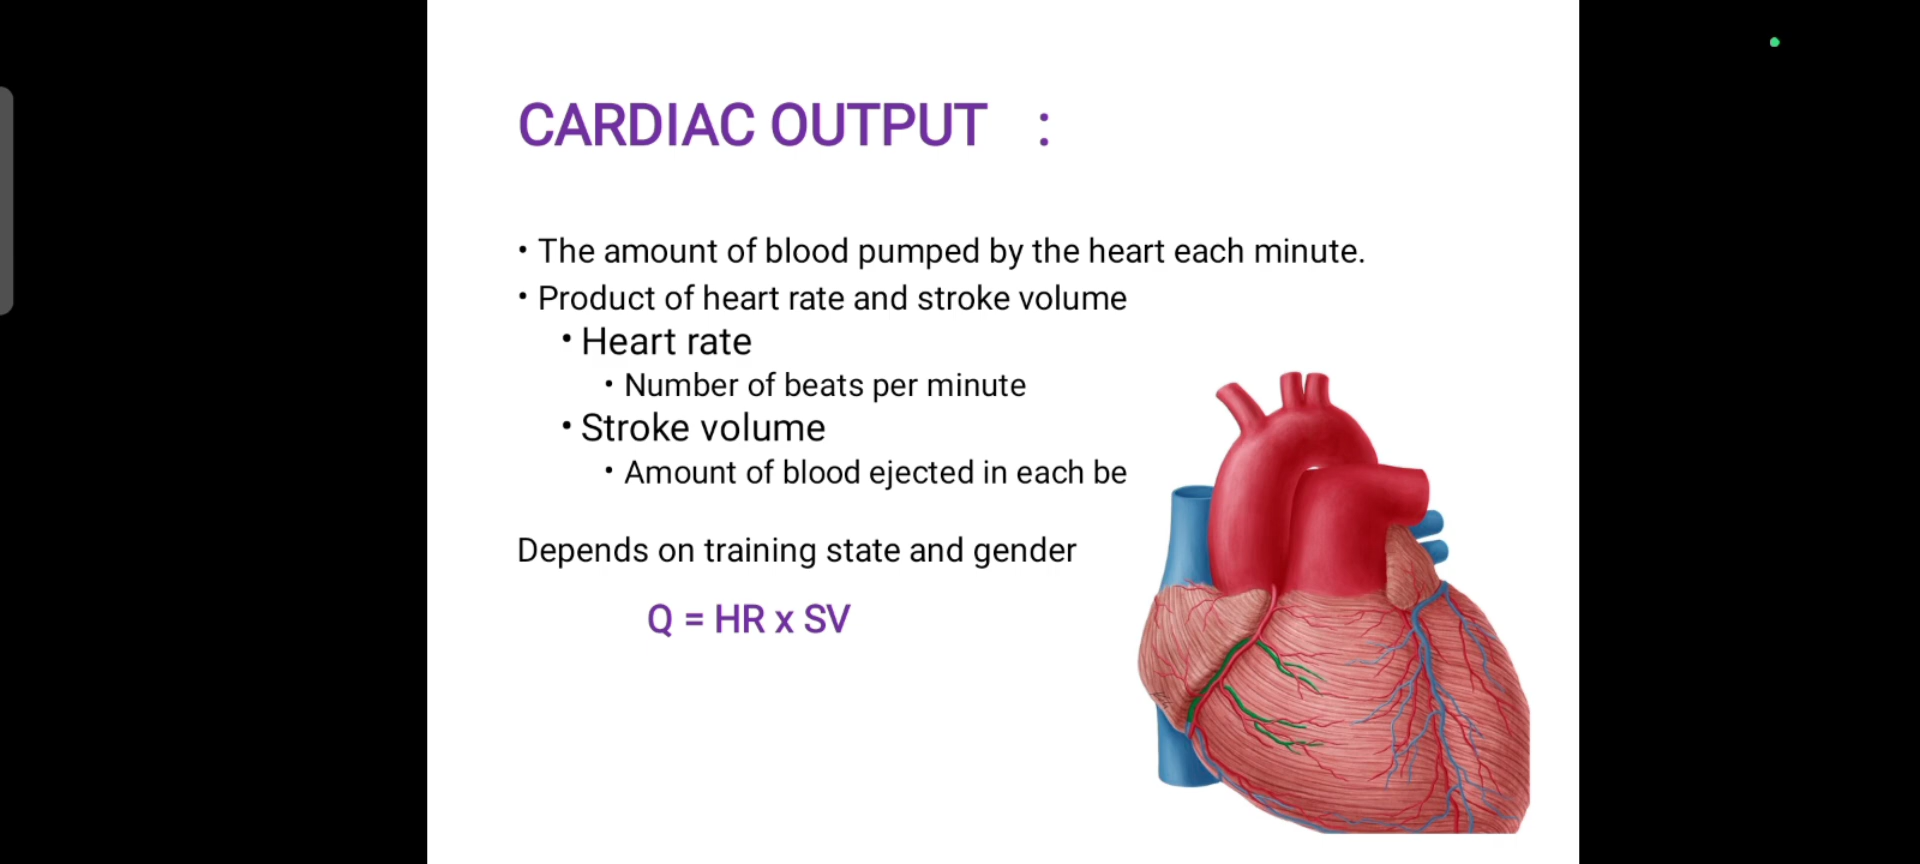 CARDIAC OUTPUT :
• The amount of blood pumped by the heart each minute.
• Product of heart rate and stroke volume
• Heart rate
• Number of beats per minute
• Stroke volume
• Amount of blood ejected in each be
Depends on training state and gender
Q = HR x SV